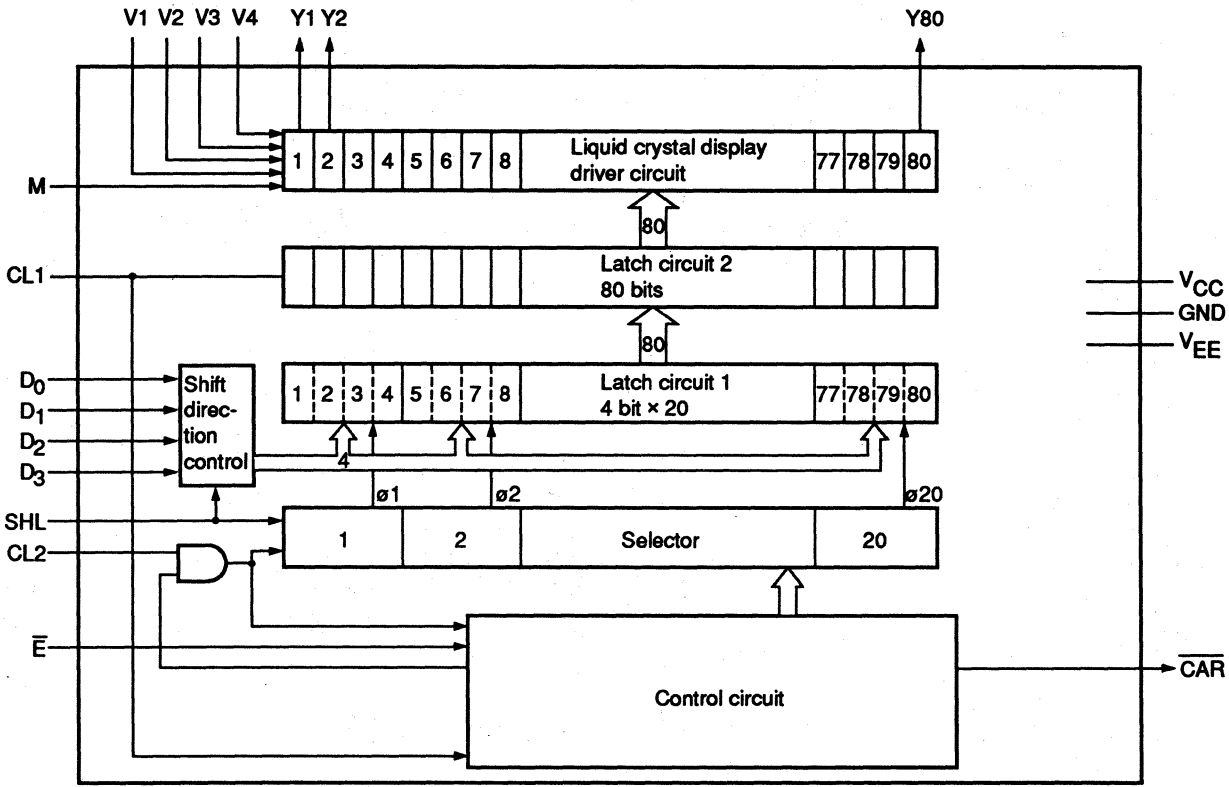 V1 V2 V3 V4 Y1 Y2 Y80
M
1 2 3 4 5 6 7 8 Liquid crystal display driver circuit 77 78 79 80
80
CL1
Latch circuit 2
80 bits
VCC
GND
VEE
80
D0
D1
D2
D3
Shift
direc-
tion
control
1 2 3 4 5 6 7 8 Latch circuit 1 77 78 79 80
4 bit × 20
4
ø1 ø2 ø20
SHL
CL2
1 2 Selector 20
E̅
Control circuit
C̅A̅R̅